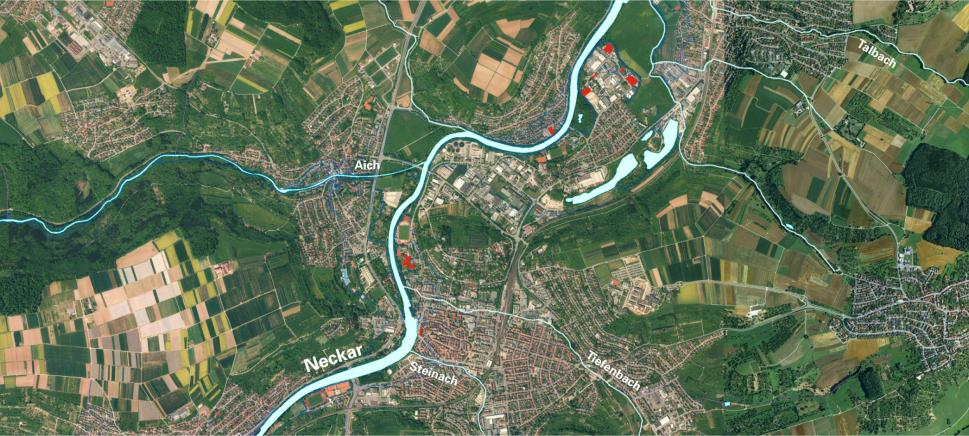 Talbach
Aich
Neckar
Steinach
Tiefenbach